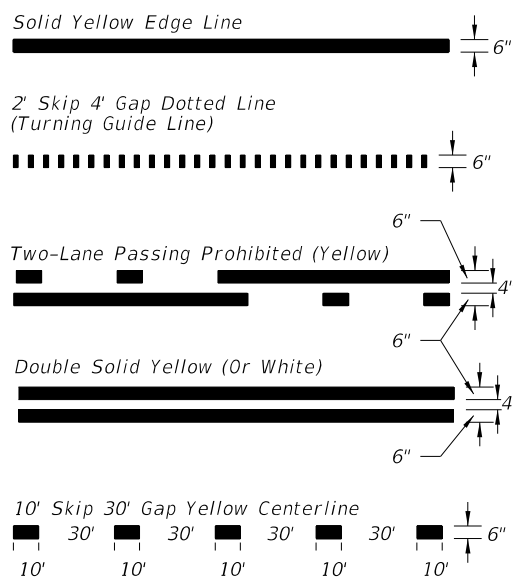 Solid Yellow Edge Line
6"
2' Skip 4' Gap Dotted Line
(Turning Guide Line)
6"
6"
Two-Lane Passing Prohibited (Yellow)
4'
6"
Double Solid Yellow (Or White)
4
6"
10' Skip 30' Gap Yellow Centerline
30' 30' 30' 30' 6"
10' 10' 10' 10' 10'